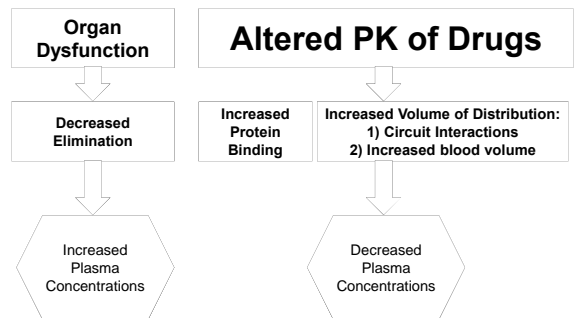 Organ
Dysfunction
Altered PK of Drugs
Decreased
Elimination
Increased
Protein
Binding
Increased Volume of Distribution:
1) Circuit Interactions
2) Increased blood volume
Increased
Plasma
Concentrations
Decreased
Plasma
Concentrations